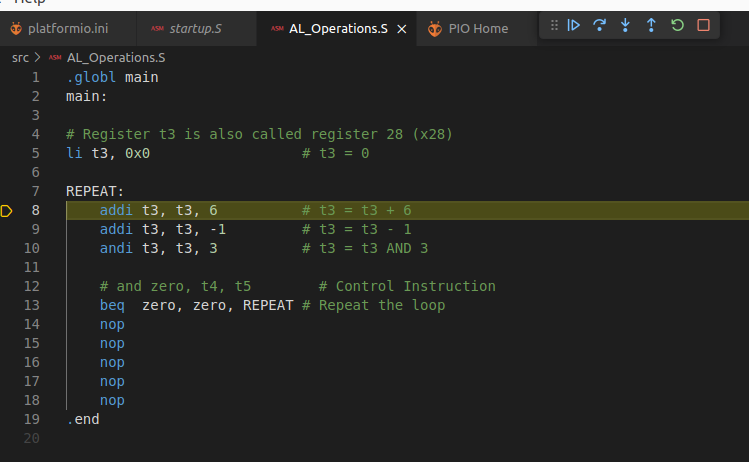 Help
platformio.ini
ASM startup.S
ASM AL_Operations.S
PIO Home
src > ASM AL_Operations.S
1 .globl main
2 main:
3
4 # Register t3 is also called register 28 (x28)
5 li t3, 0x0 # t3 = 0
6
7 REPEAT:
8 addi t3, t3, 6 # t3 = t3 + 6
9 addi t3, t3, -1 # t3 = t3 - 1
10 andi t3, t3, 3 # t3 = t3 AND 3
11
12 # and zero, t4, t5 # Control Instruction
13 beq zero, zero, REPEAT # Repeat the loop
14 nop
15 nop
16 nop
17 nop
18 nop
19 .end
20